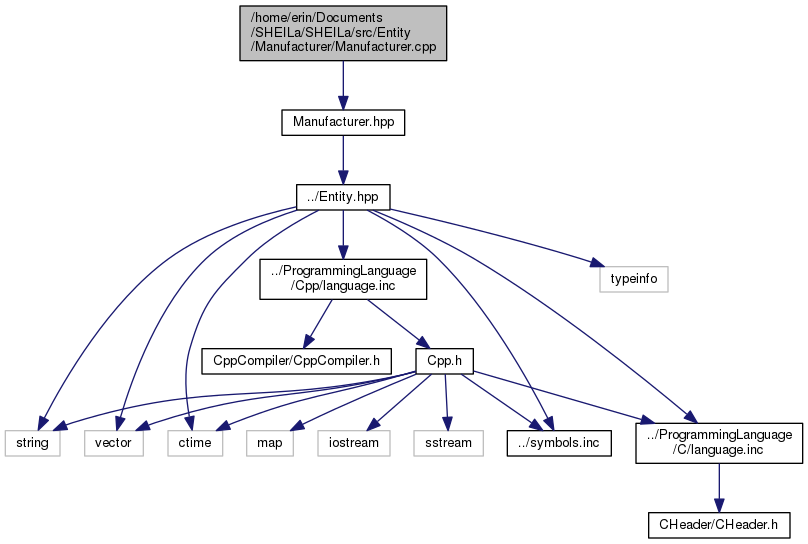 /home/erin/Documents
/SHEILa/SHEILa/src/Entity
/Manufacturer/Manufacturer.cpp
Manufacturer.hpp
../Entity.hpp
../ProgrammingLanguage
/Cpp/language.inc
typeinfo
CppCompiler/CppCompiler.h
Cpp.h
string
vector
ctime
map
iostream
sstream
../symbols.inc
../ProgrammingLanguage
/C/language.inc
CHeader/CHeader.h